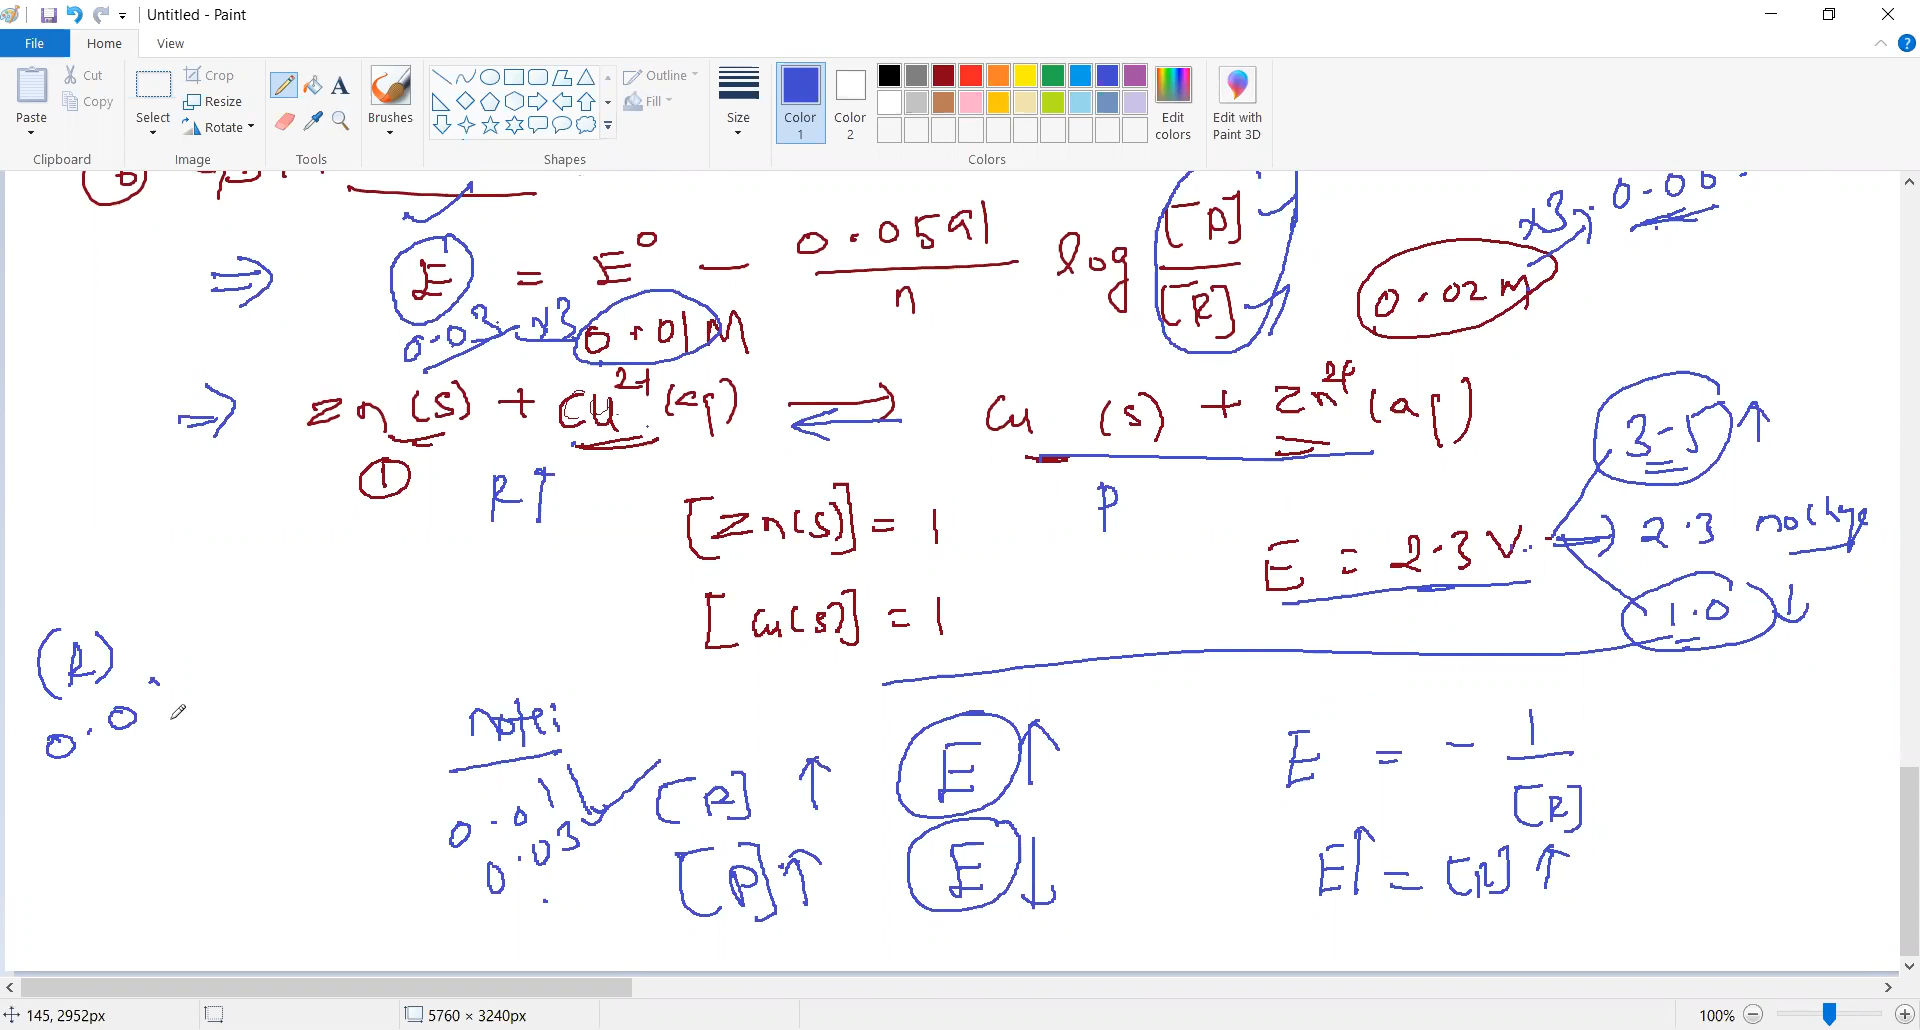 Untitled - Paint
File Home View
Paste Cut Copy Clipboard
Select Crop Resize Rotate Image
Tools
Brushes
Outline Fill Shapes
Size
Color 1 Color 2
Edit colors
Edit with Paint 3D
Colors
E = E⁰ - 0.0591/n log [P]/[R]
×3 0.06
0.02 M
0.03 ×3 0.01 M
Zn (s) + Cu²⁺ (aq) ⇌ Cu (s) + Zn²⁺ (aq)
①
R↑ P
[Zn(s)] = 1
[Cu(s)] = 1
3-5 ↑
E = 2.3 V → 2.3
1.0 ↓
(R)
0.0
Note:
0.01
0.03
[R] ↑ E ↑
[P] ↑ E ↓
E = - 1/[R]
E↑ = [R] ↑
145, 2952px 5760 × 3240px 100%